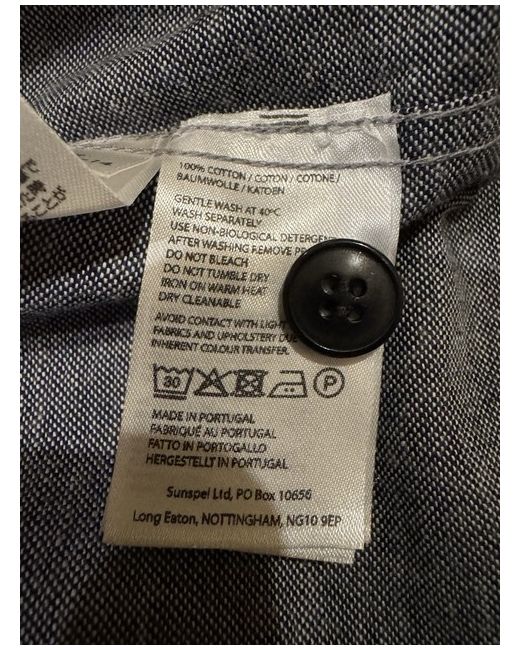 100% COTTON / COTON / COTONE /
BAUMWOLLE / KATOEN
GENTLE WASH AT 40°C
WASH SEPARATELY
USE NON-BIOLOGICAL DETERGENT
AFTER WASHING REMOVE
DO NOT BLEACH
DO NOT TUMBLE DRY
IRON ON WARM HEAT
DRY CLEANABLE
AVOID CONTACT WITH LIGHT
FABRICS AND UPHOLSTERY DUE
INHERENT COLOUR TRANSFER.
30 P
MADE IN PORTUGAL
FABRIQUÉ AU PORTUGAL
FATTO IN PORTOGALLO
HERGESTELLT IN PORTUGAL
Sunspel Ltd, PO Box 10656
Long Eaton, NOTTINGHAM, NG10 9EP